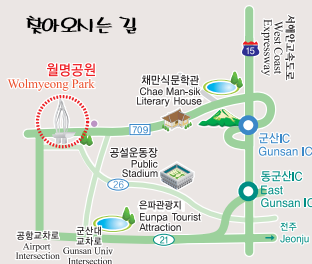 찾아오시는 길
서해안고속도로
West Coast
Expressway
15
월명공원
Wolmyeong Park
채만식문학관
Chae Man-sik
Literary House
709
군산IC
Gunsan IC
공설운동장
Public
Stadium
26
동군산IC
East
Gunsan IC
은파관광지
Eunpa Tourist
Attraction
전주
Jeonju
21
공항교차로
Airport
Intersection
군산대
교차로
Gunsan Univ
Intersection